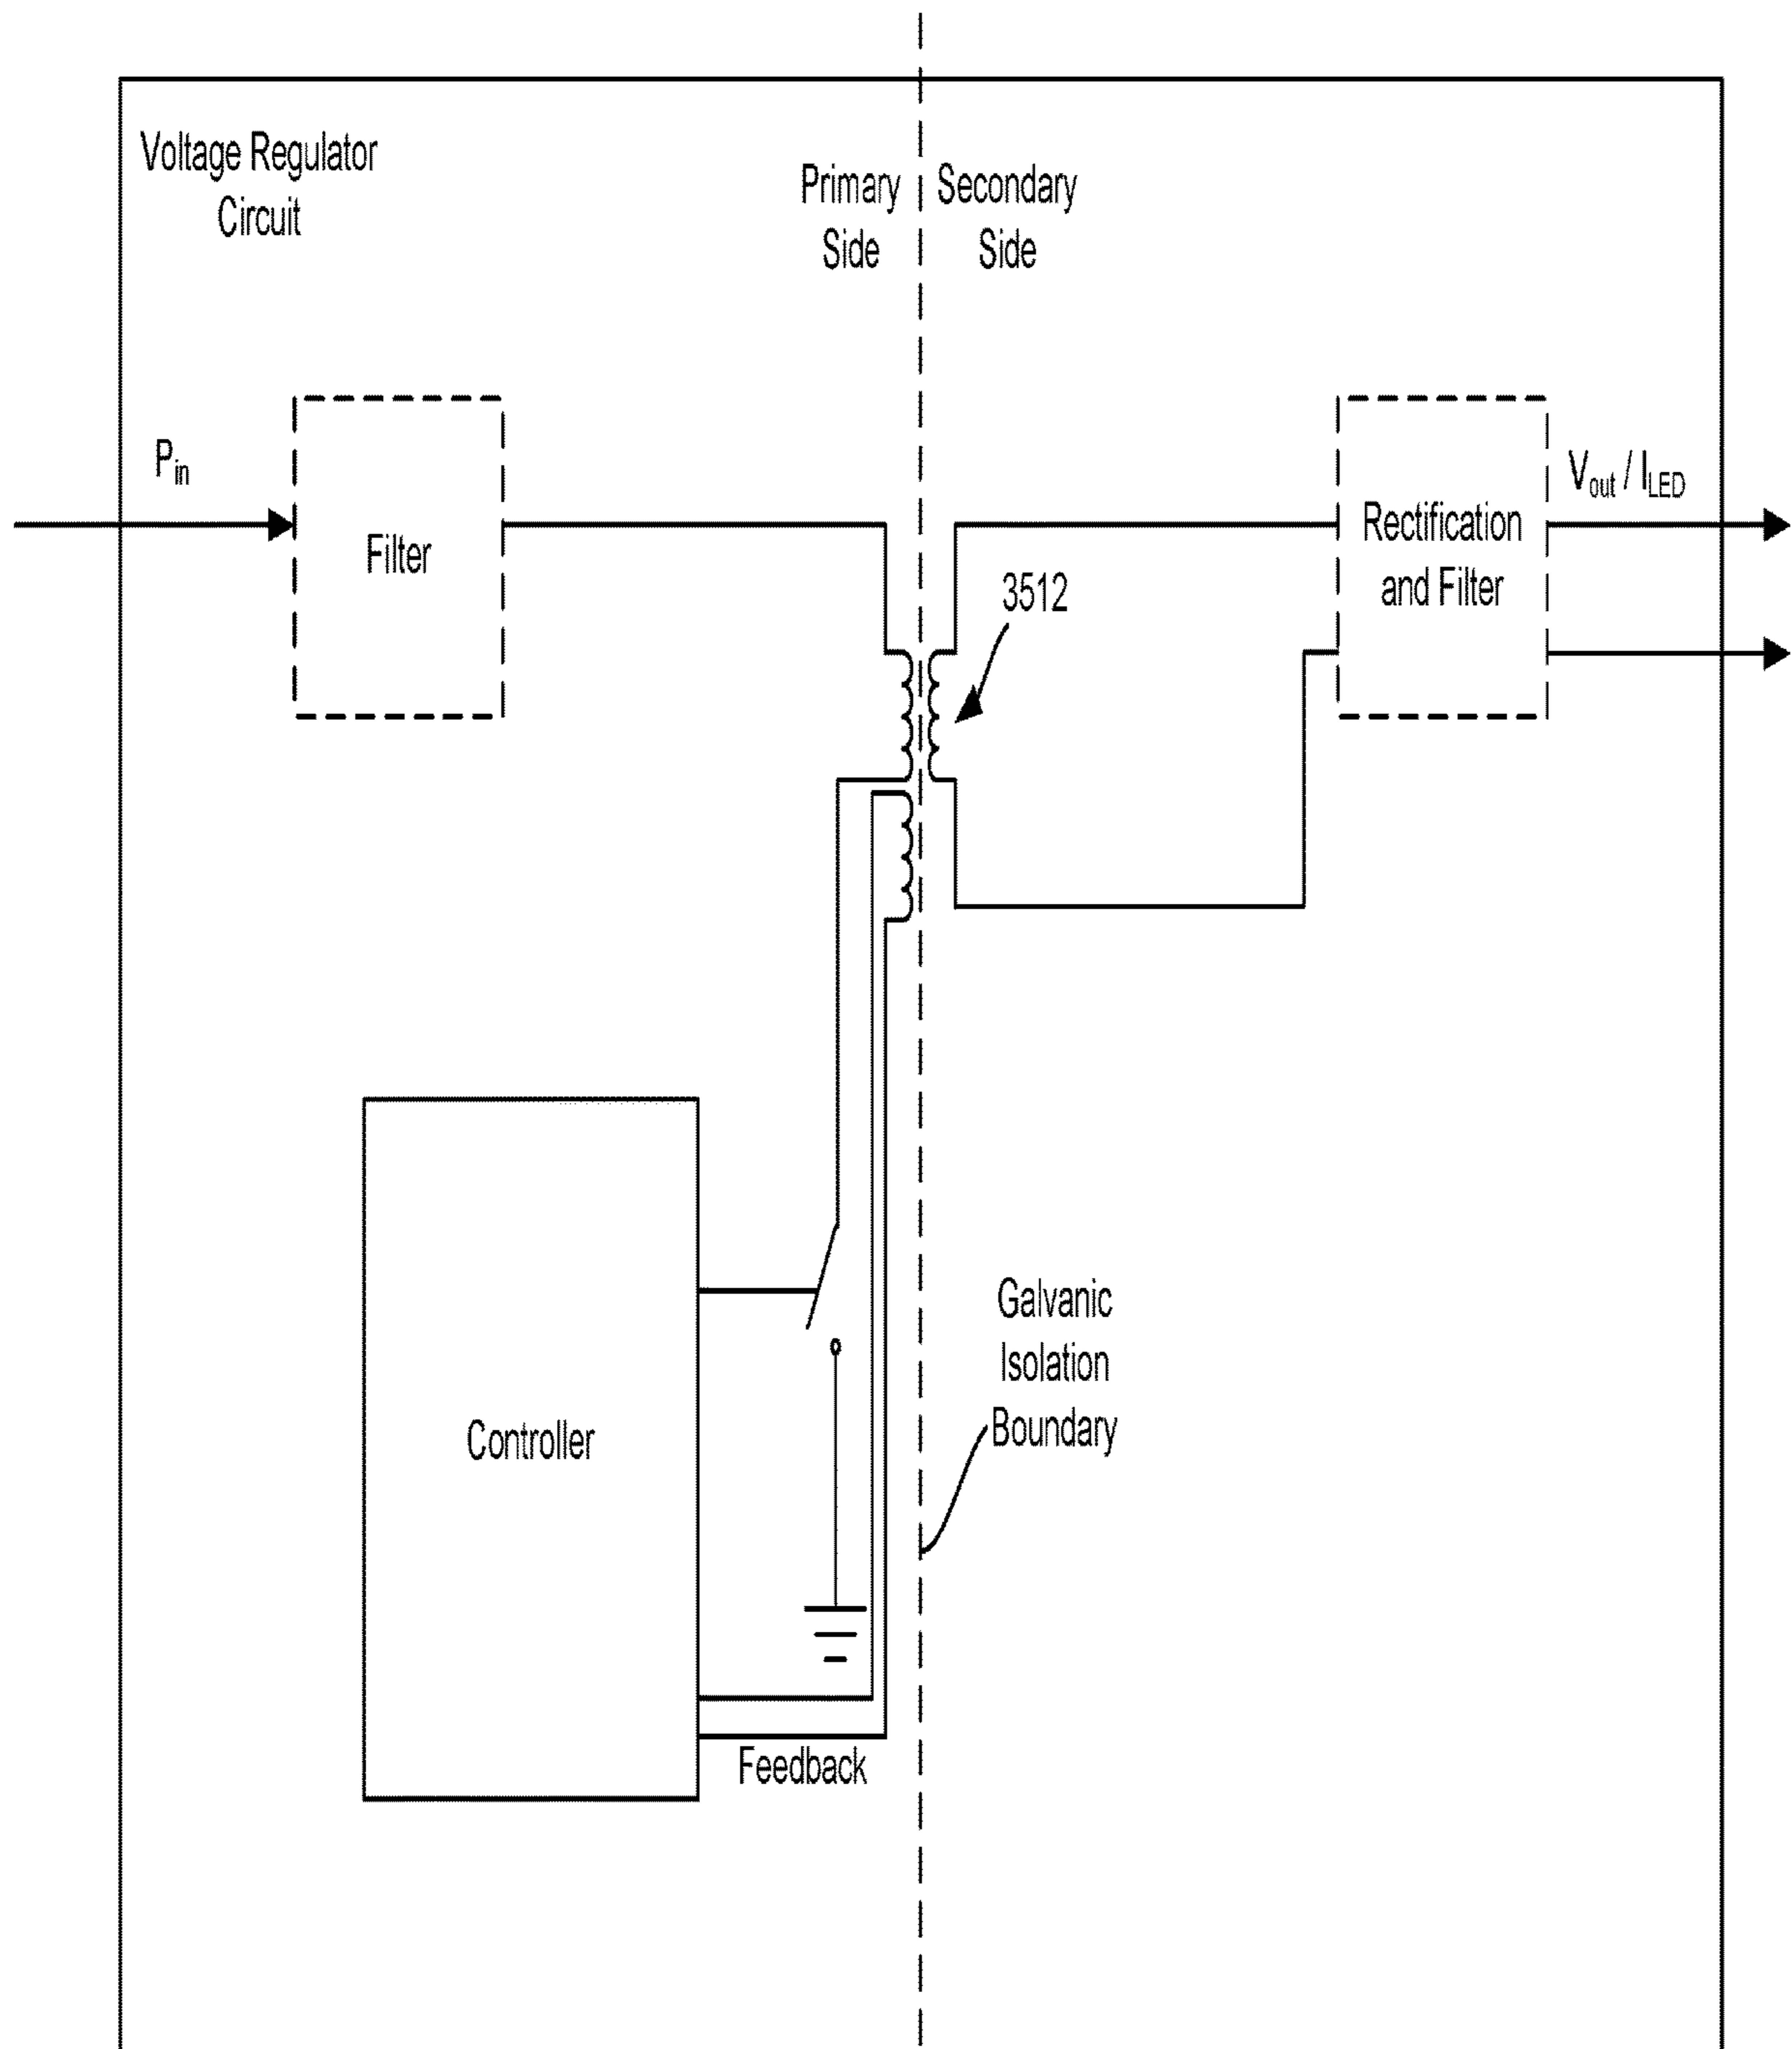 Voltage Regulator
Circuit
Primary
Side
Secondary
Side
Pin
Filter
Rectification
and Filter
Vout / ILED
3512
Controller
Galvanic
Isolation
Boundary
Feedback